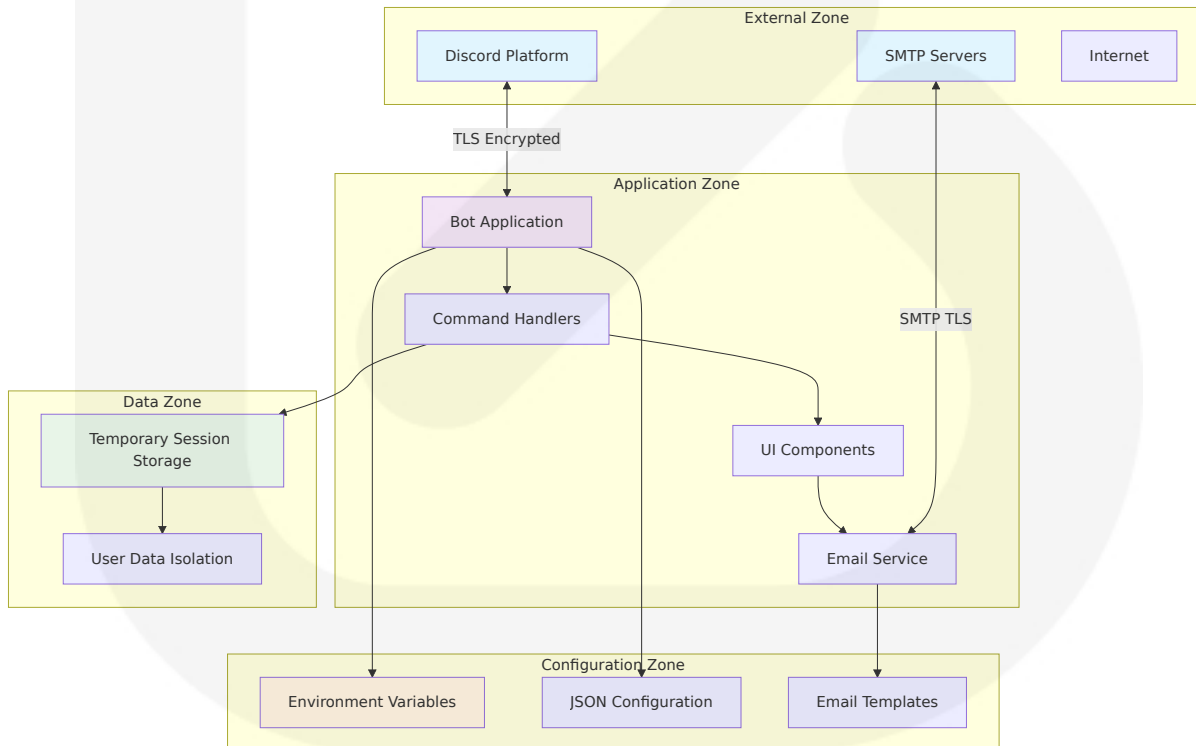 External Zone
Discord Platform
SMTP Servers
Internet
TLS Encrypted
Application Zone
Bot Application
Command Handlers
SMTP TLS
Data Zone
Temporary Session
Storage
UI Components
User Data Isolation
Email Service
Configuration Zone
Environment Variables
JSON Configuration
Email Templates